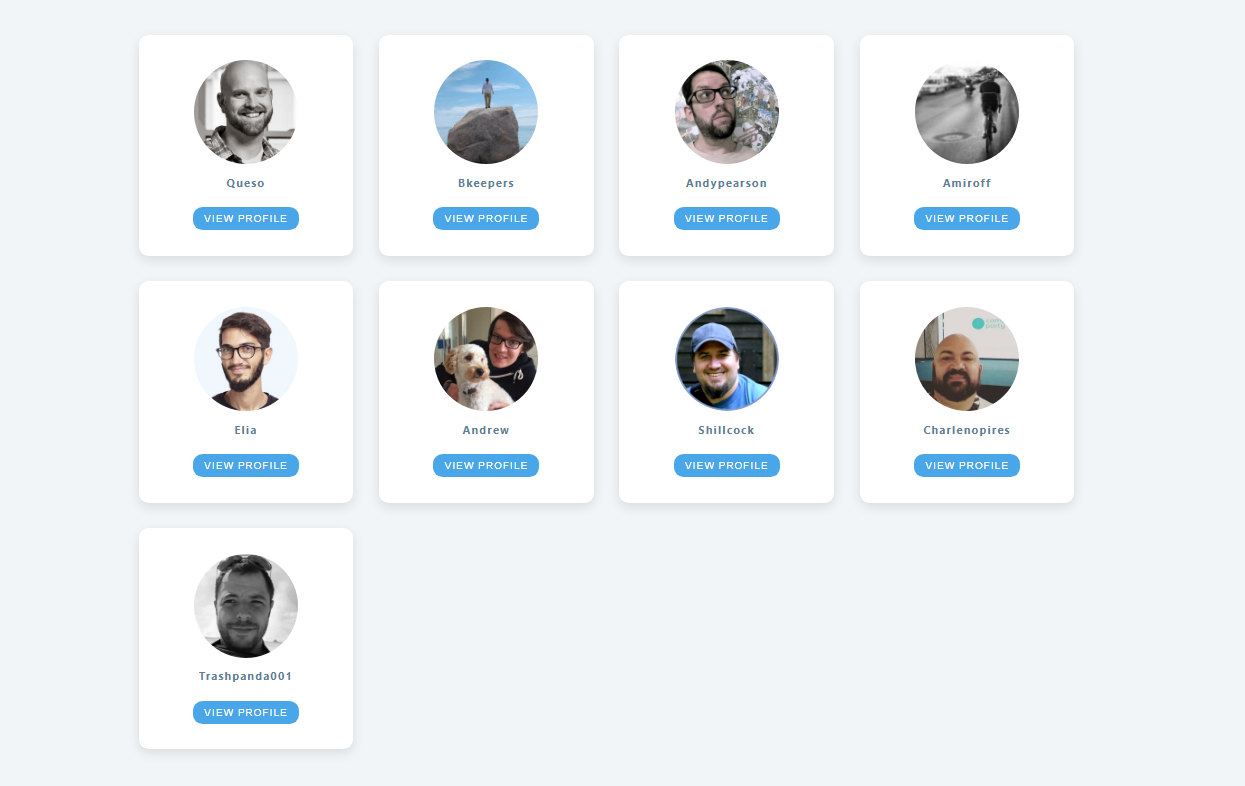 Queso
Bkeepers
Andypearson
Amiroff
VIEW PROFILE
VIEW PROFILE
VIEW PROFILE
VIEW PROFILE
Elia
Andrew
Shillcock
Charlenopires
VIEW PROFILE
VIEW PROFILE
VIEW PROFILE
VIEW PROFILE
Trashpanda001
VIEW PROFILE